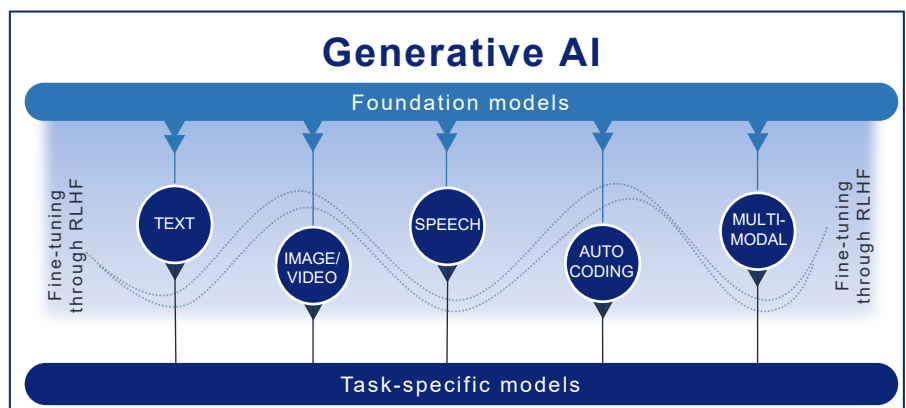 Generative AI
Foundation models
Fine-tuning
through RLHF
TEXT
IMAGE/
VIDEO
SPEECH
AUTO
CODING
MULTI-
MODAL
Fine-tuning
through RLHF
Task-specific models